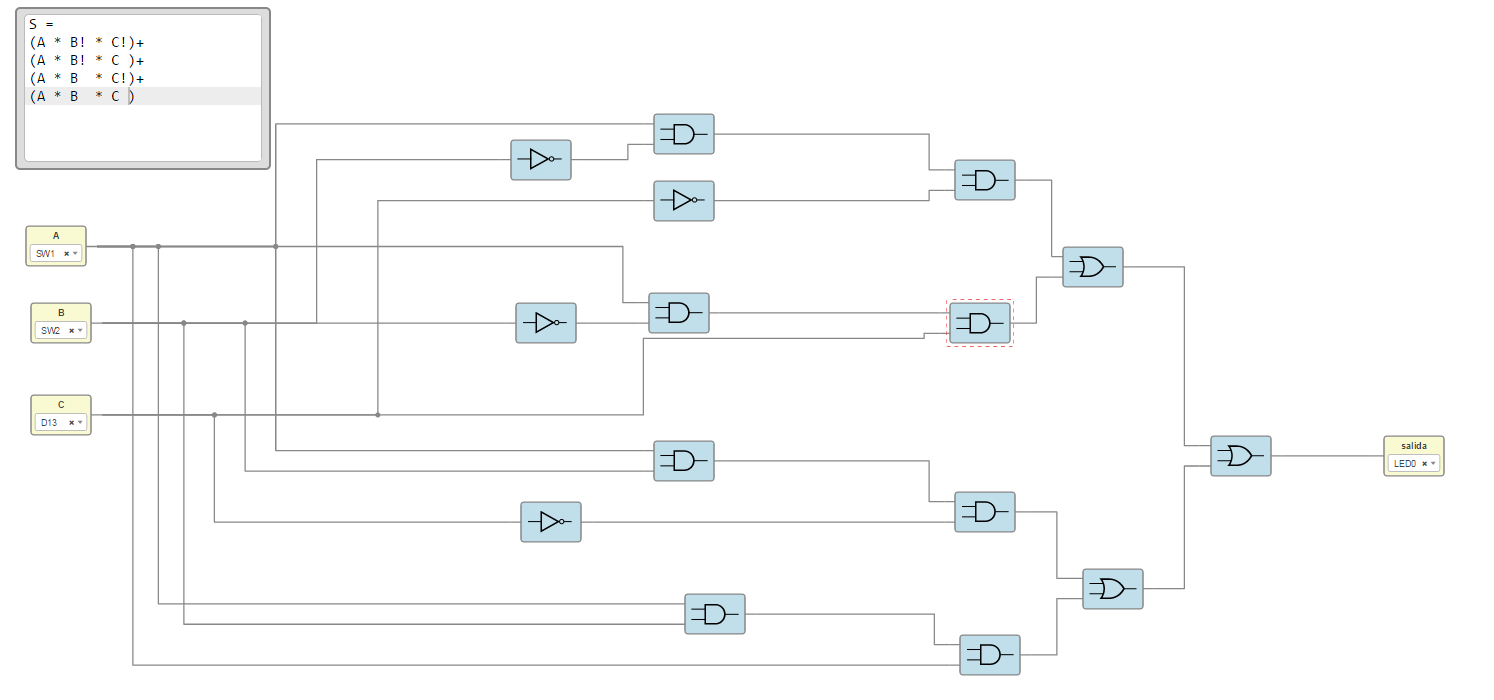 S =
(A * B! * C!)+
(A * B! * C )+
(A * B  * C!)+
(A * B  * C )
A
SW1
B
SW2
C
D13
salida
LED0